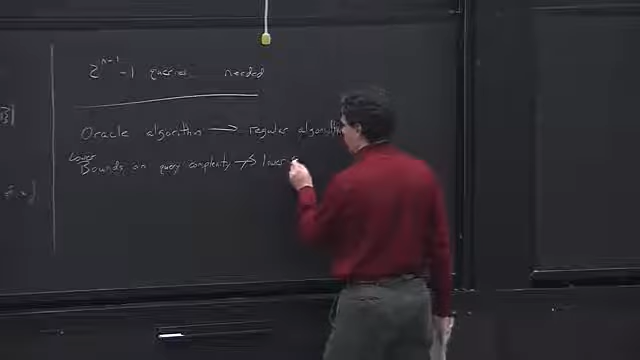 2^{n-1} - 1 queries needed
Oracle algorithm → regular algorithm
Lower
Bounds on query complexity ↛ lower